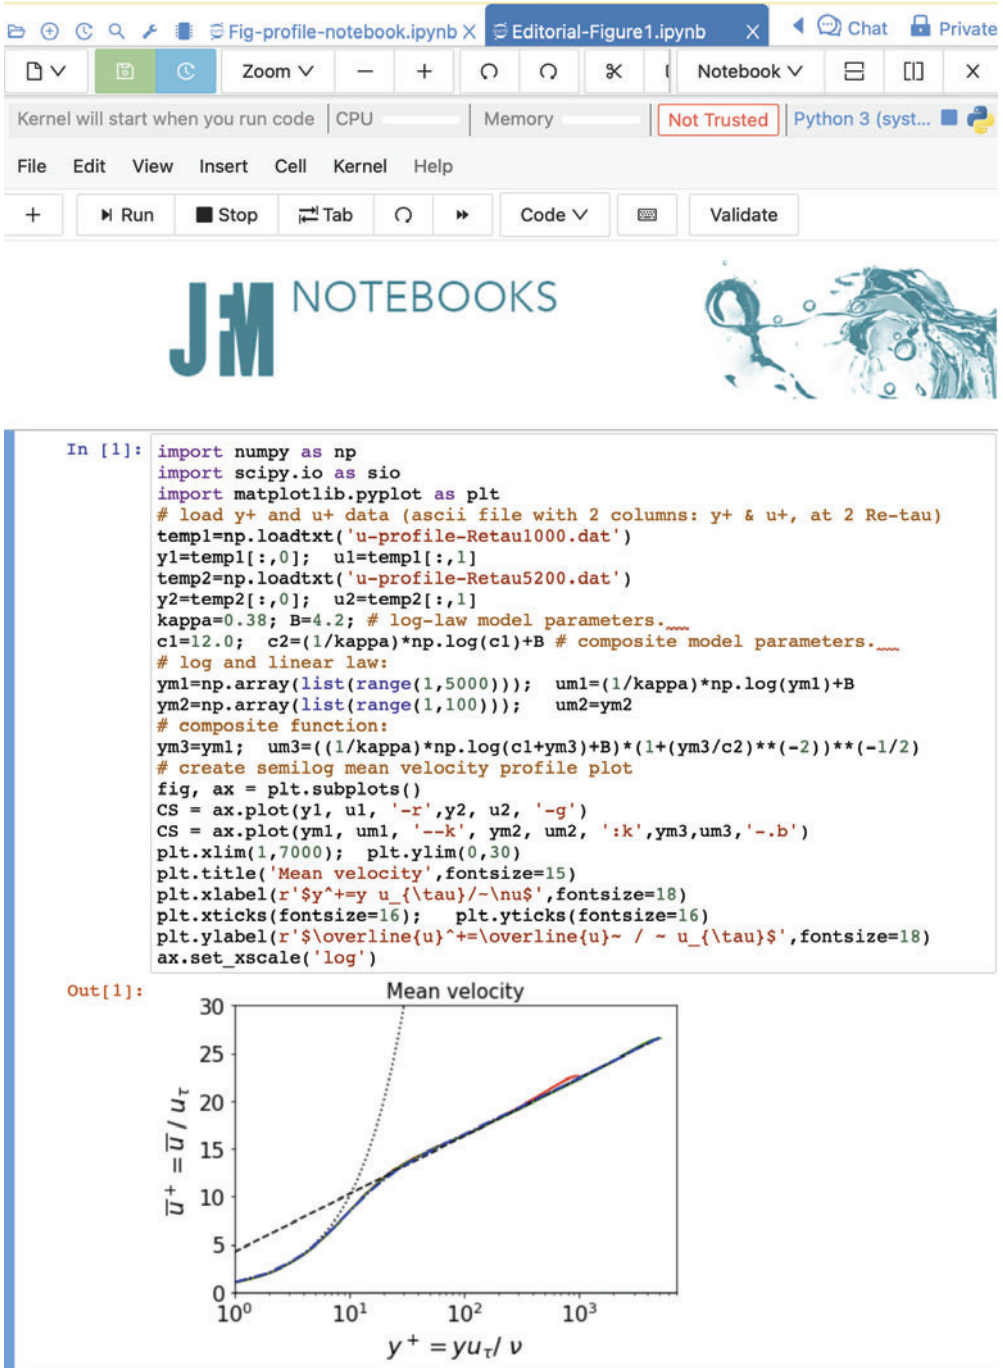 Fig-profile-notebook.ipynb X Editorial-Figure1.ipynb X Chat Private
Zoom Notebook
Kernel will start when you run code CPU Memory Not Trusted Python 3 (syst...
File Edit View Insert Cell Kernel Help
+ Run Stop Tab Code Validate
JFM NOTEBOOKS
In [1]: import numpy as np
import scipy.io as sio
import matplotlib.pyplot as plt
# load y+ and u+ data (ascii file with 2 columns: y+ & u+, at 2 Re-tau)
temp1=np.loadtxt('u-profile-Retau1000.dat')
y1=temp1[:,0]; u1=temp1[:,1]
temp2=np.loadtxt('u-profile-Retau5200.dat')
y2=temp2[:,0]; u2=temp2[:,1]
kappa=0.38; B=4.2; # log-law model parameters.
c1=12.0; c2=(1/kappa)*np.log(c1)+B # composite model parameters.
# log and linear law:
ym1=np.array(list(range(1,5000))); um1=(1/kappa)*np.log(ym1)+B
ym2=np.array(list(range(1,100))); um2=ym2
# composite function:
ym3=ym1; um3=((1/kappa)*np.log(c1+ym3)+B)*(1+(ym3/c2)**(-2))**(-1/2)
# create semilog mean velocity profile plot
fig, ax = plt.subplots()
CS = ax.plot(y1, u1, '-r',y2, u2, '-g')
CS = ax.plot(ym1, um1, '--k', ym2, um2, ':k',ym3,um3,'-.b')
plt.xlim(1,7000); plt.ylim(0,30)
plt.title('Mean velocity',fontsize=15)
plt.xlabel(r'$y^+=y u_{\tau}/~\nu$',fontsize=18)
plt.xticks(fontsize=16); plt.yticks(fontsize=16)
plt.ylabel(r'$\overline{u}^+=\overline{u}~ / ~ u_{\tau}$',fontsize=18)
ax.set_xscale('log')
Out[1]:
Mean velocity
30
25
20
15
10
5
0
u̅⁺ = u̅ / u_τ
10⁰ 10¹ 10² 10³
y⁺ = yu_τ / ν